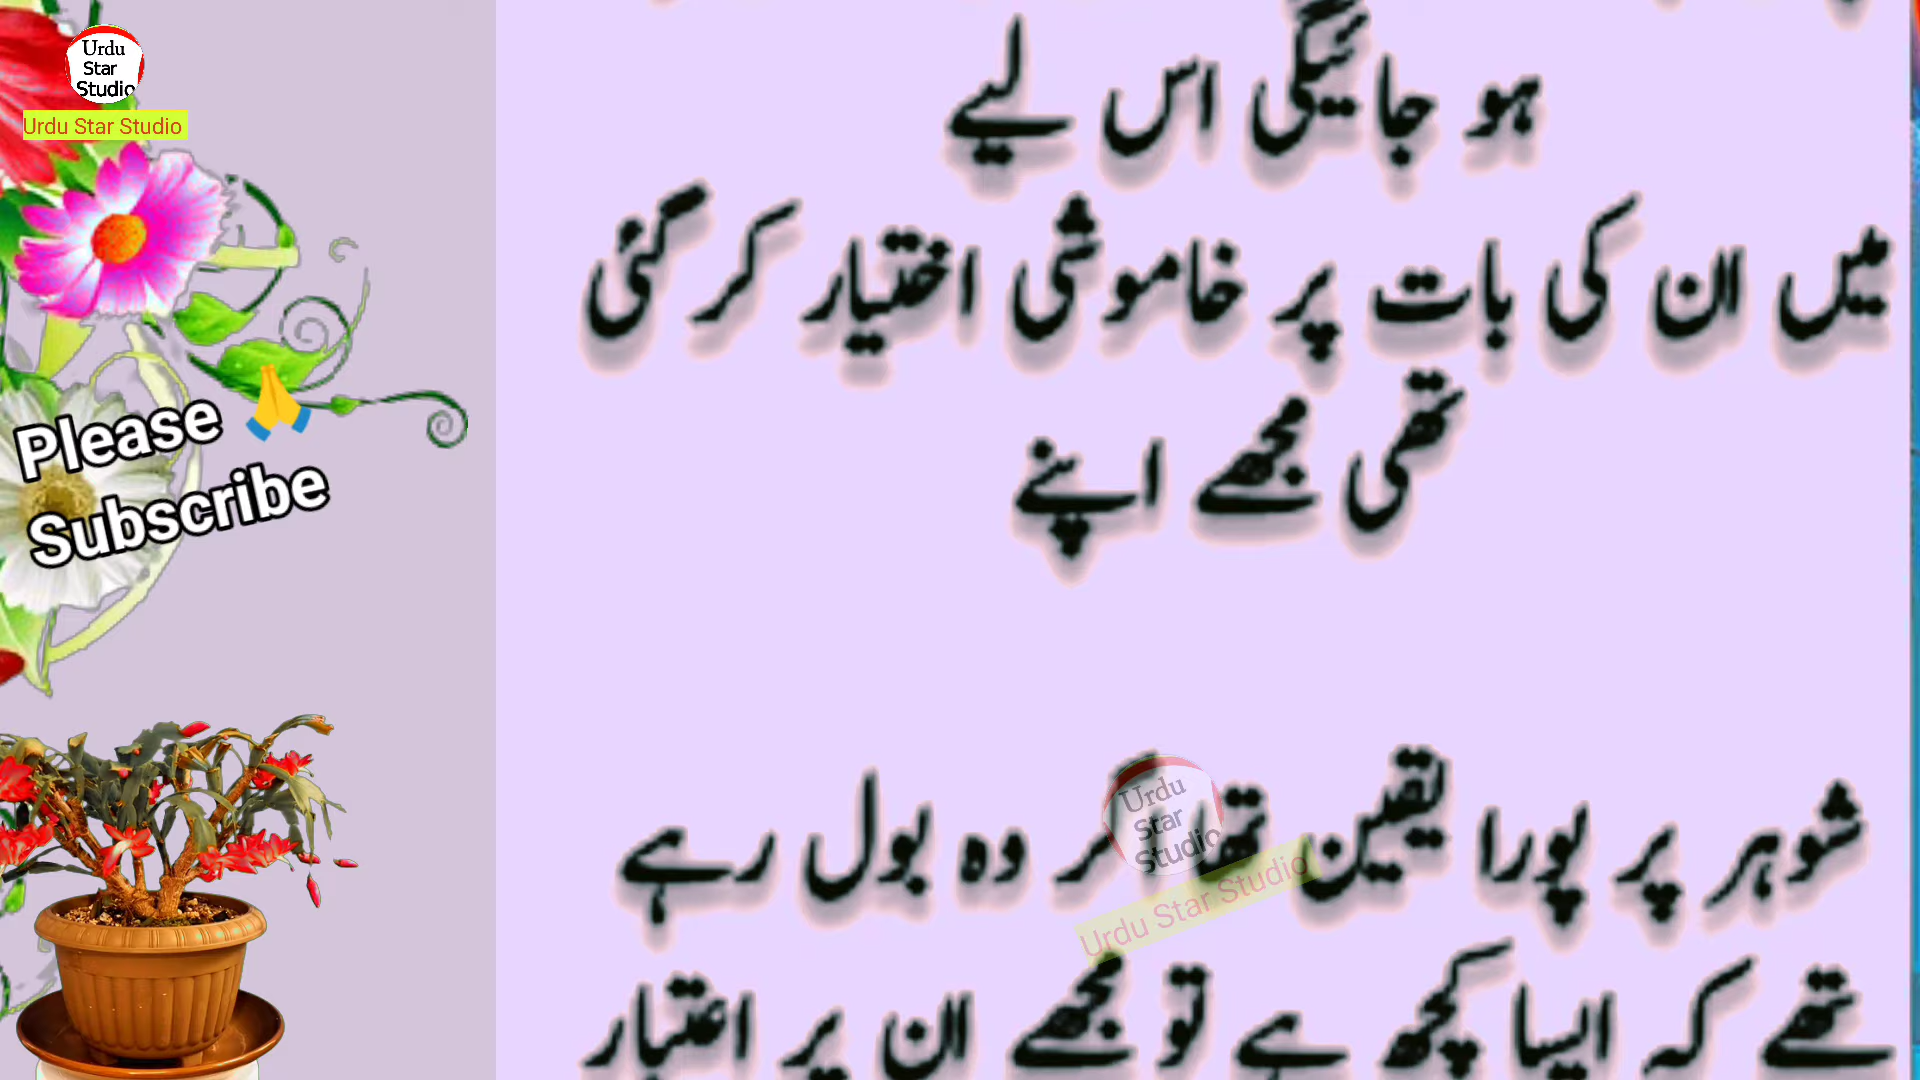 Urdu
Star
Studio
Urdu Star Studio
Please 🙏
Subscribe
ہو جائیگی اس لیے
میں ان کی بات پر خاموشی اختیار کر گئی
تھی مجھے اپنے
شوہر پر پورا یقین تھا اگر وہ بول رہے
تھے کہ ایسا کچھ ہے تو مجھے ان پر اعتبار
Urdu
Star
Studio
Urdu Star Studio